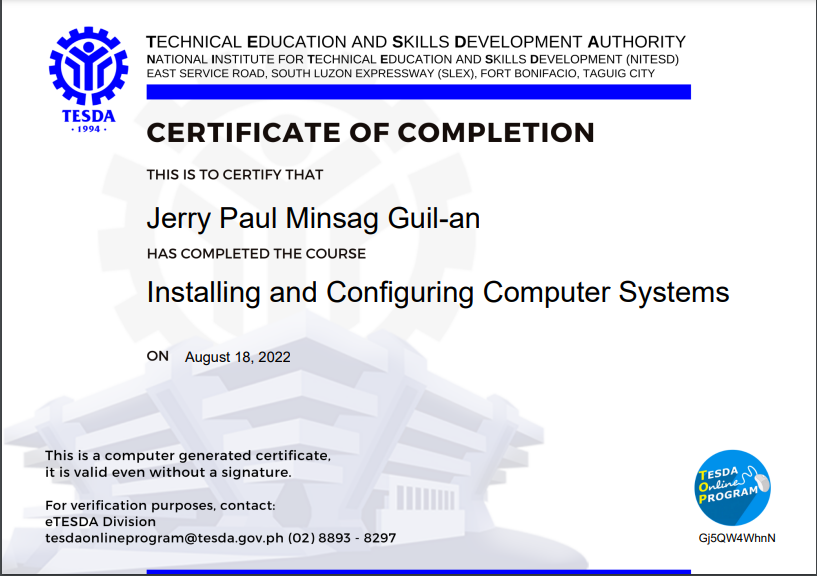 TESDA
· 1994 ·
TECHNICAL EDUCATION AND SKILLS DEVELOPMENT AUTHORITY
NATIONAL INSTITUTE FOR TECHNICAL EDUCATION AND SKILLS DEVELOPMENT (NITESD)
EAST SERVICE ROAD, SOUTH LUZON EXPRESSWAY (SLEX), FORT BONIFACIO, TAGUIG CITY
CERTIFICATE OF COMPLETION
THIS IS TO CERTIFY THAT
Jerry Paul Minsag Guil-an
HAS COMPLETED THE COURSE
Installing and Configuring Computer Systems
ON August 18, 2022
This is a computer generated certificate,
it is valid even without a signature.
For verification purposes, contact:
eTESDA Division
tesdaonlineprogram@tesda.gov.ph (02) 8893 - 8297
TESDA
Online
PROGRAM
Gj5QW4WhnN